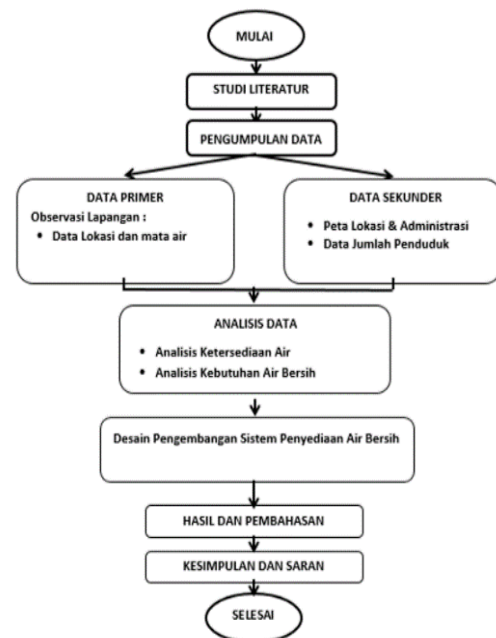 MULAI
STUDI LITERATUR
PENGUMPULAN DATA
DATA PRIMER
Observasi Lapangan :
• Data Lokasi dan mata air
DATA SEKUNDER
• Peta Lokasi & Administrasi
• Data Jumlah Penduduk
ANALISIS DATA
• Analisis Ketersediaan Air
• Analisis Kebutuhan Air Bersih
Desain Pengembangan Sistem Penyediaan Air Bersih
HASIL DAN PEMBAHASAN
KESIMPULAN DAN SARAN
SELESAI